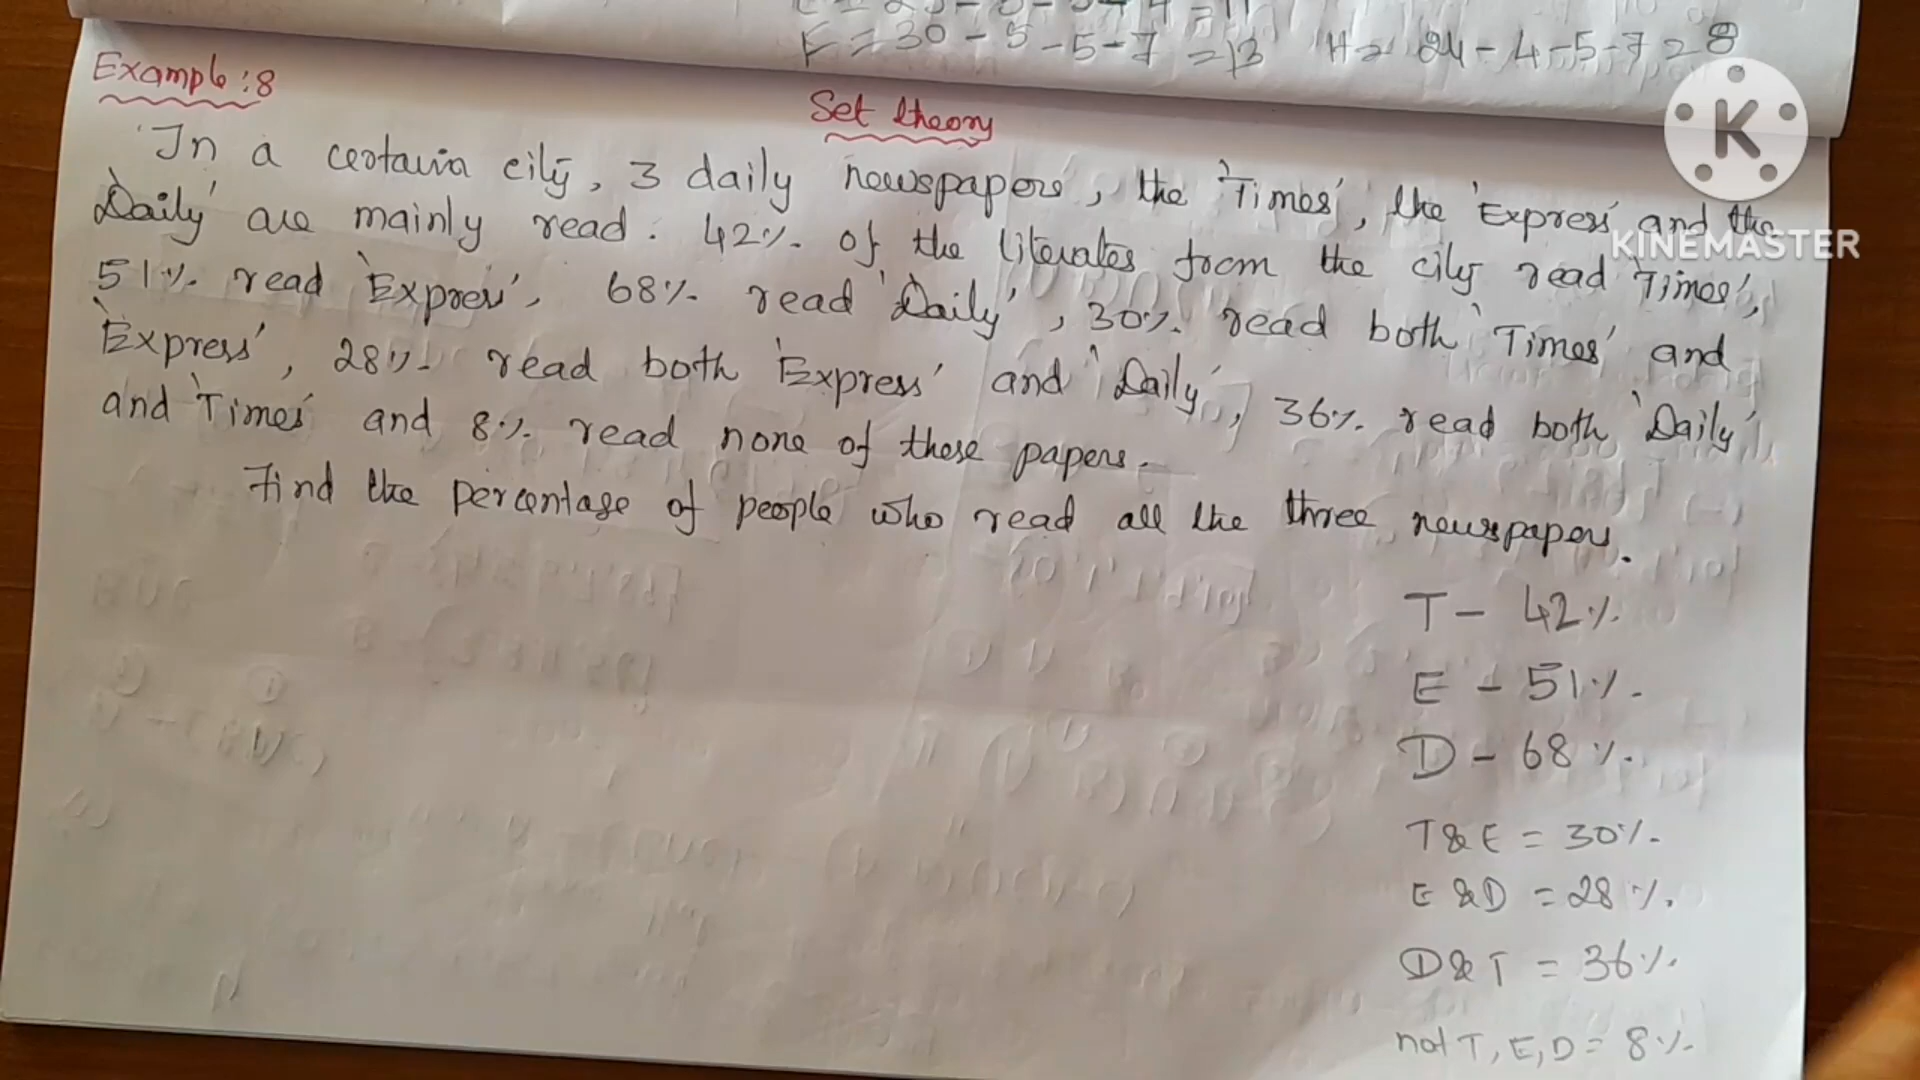 F = 30 - 5 - 5 - 7 = 13 H = 24 - 4 - 5 - 7 = 8
Example:8
Set theory
In a certain city, 3 daily newspapers, the 'Times', the 'Express' and the
'Daily' are mainly read. 42% of the literates from the city read 'Times',
51% read 'Express', 68% read 'Daily', 30% read both 'Times' and
'Express', 28% read both 'Express' and 'Daily', 36% read both 'Daily'
and 'Times' and 8% read none of these papers.
Find the percentage of people who read all the three newspapers.
T - 42%
E - 51%.
D - 68%.
T&E = 30%.
E &D = 28%.
D&T = 36%.
not T, E, D = 8%.
K
KINEMASTER